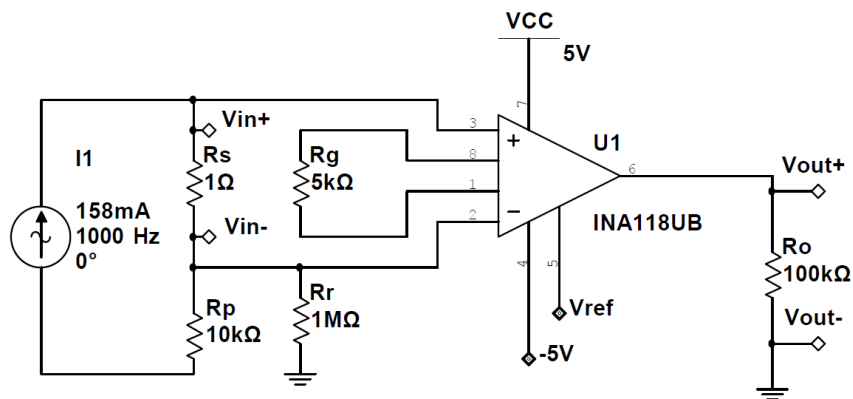 VCC
5V
7
Vin+
3
U1
I1
Rs
1Ω
Rg
5kΩ
8
+
6
Vout+
158mA
1000 Hz
0°
Vin-
1
−
2
INA118UB
Ro
100kΩ
Rp
10kΩ
Rr
1MΩ
4
5
Vref
Vout-
-5V